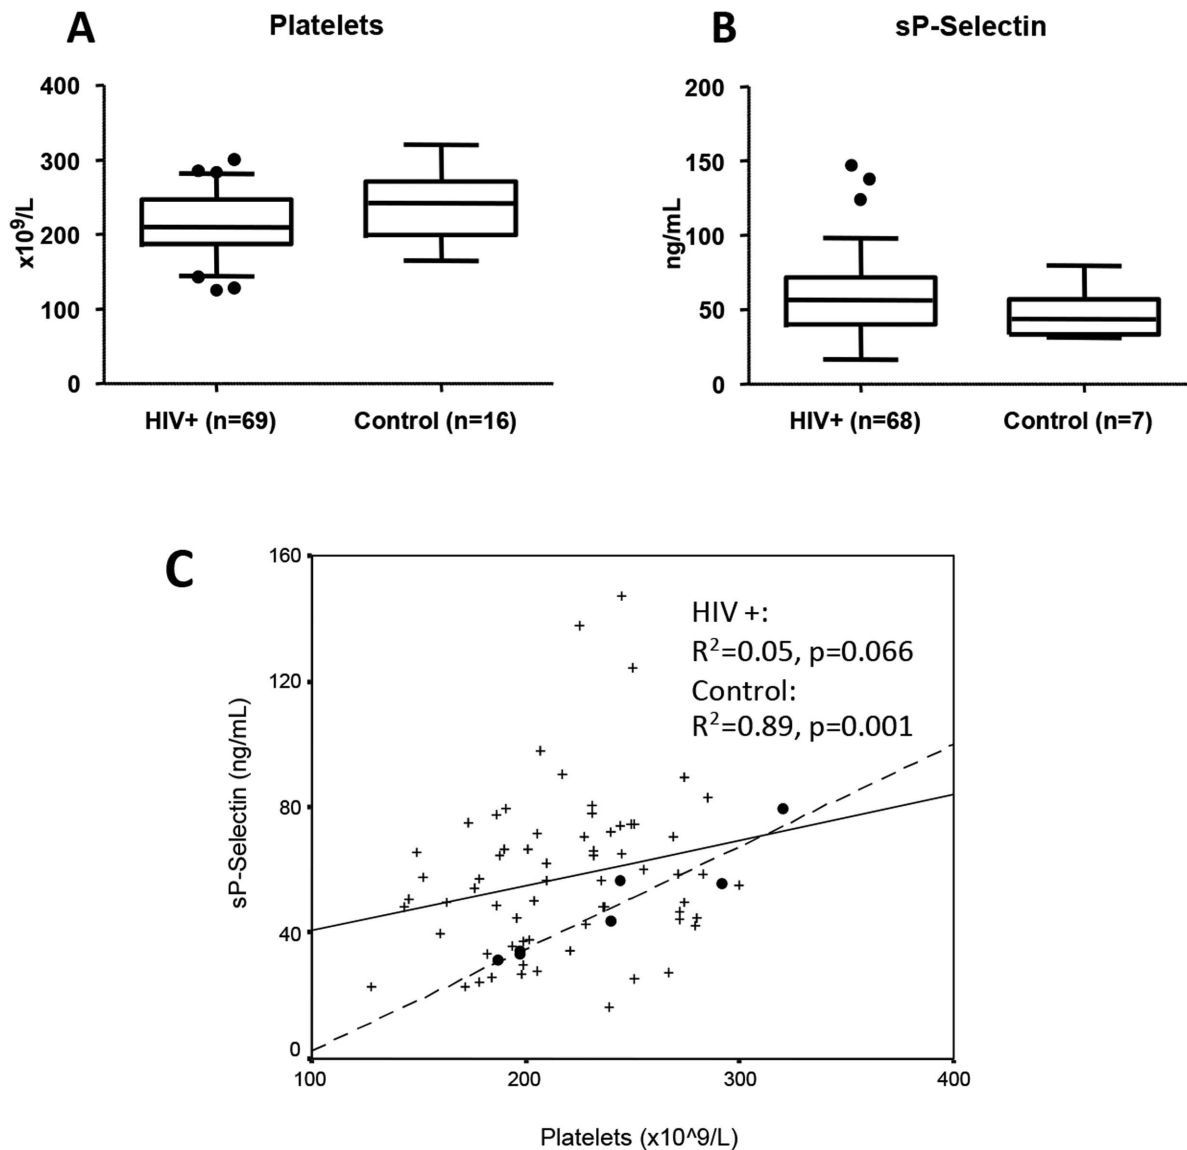 A
Platelets
400
300
200
100
0
x10⁹/L
HIV+ (n=69)
Control (n=16)
B
sP-Selectin
200
150
100
50
0
ng/mL
HIV+ (n=68)
Control (n=7)
C
160
120
80
40
0
sP-Selectin (ng/mL)
HIV +:
R²=0.05, p=0.066
Control:
R²=0.89, p=0.001
100
200
300
400
Platelets (x10^9/L)